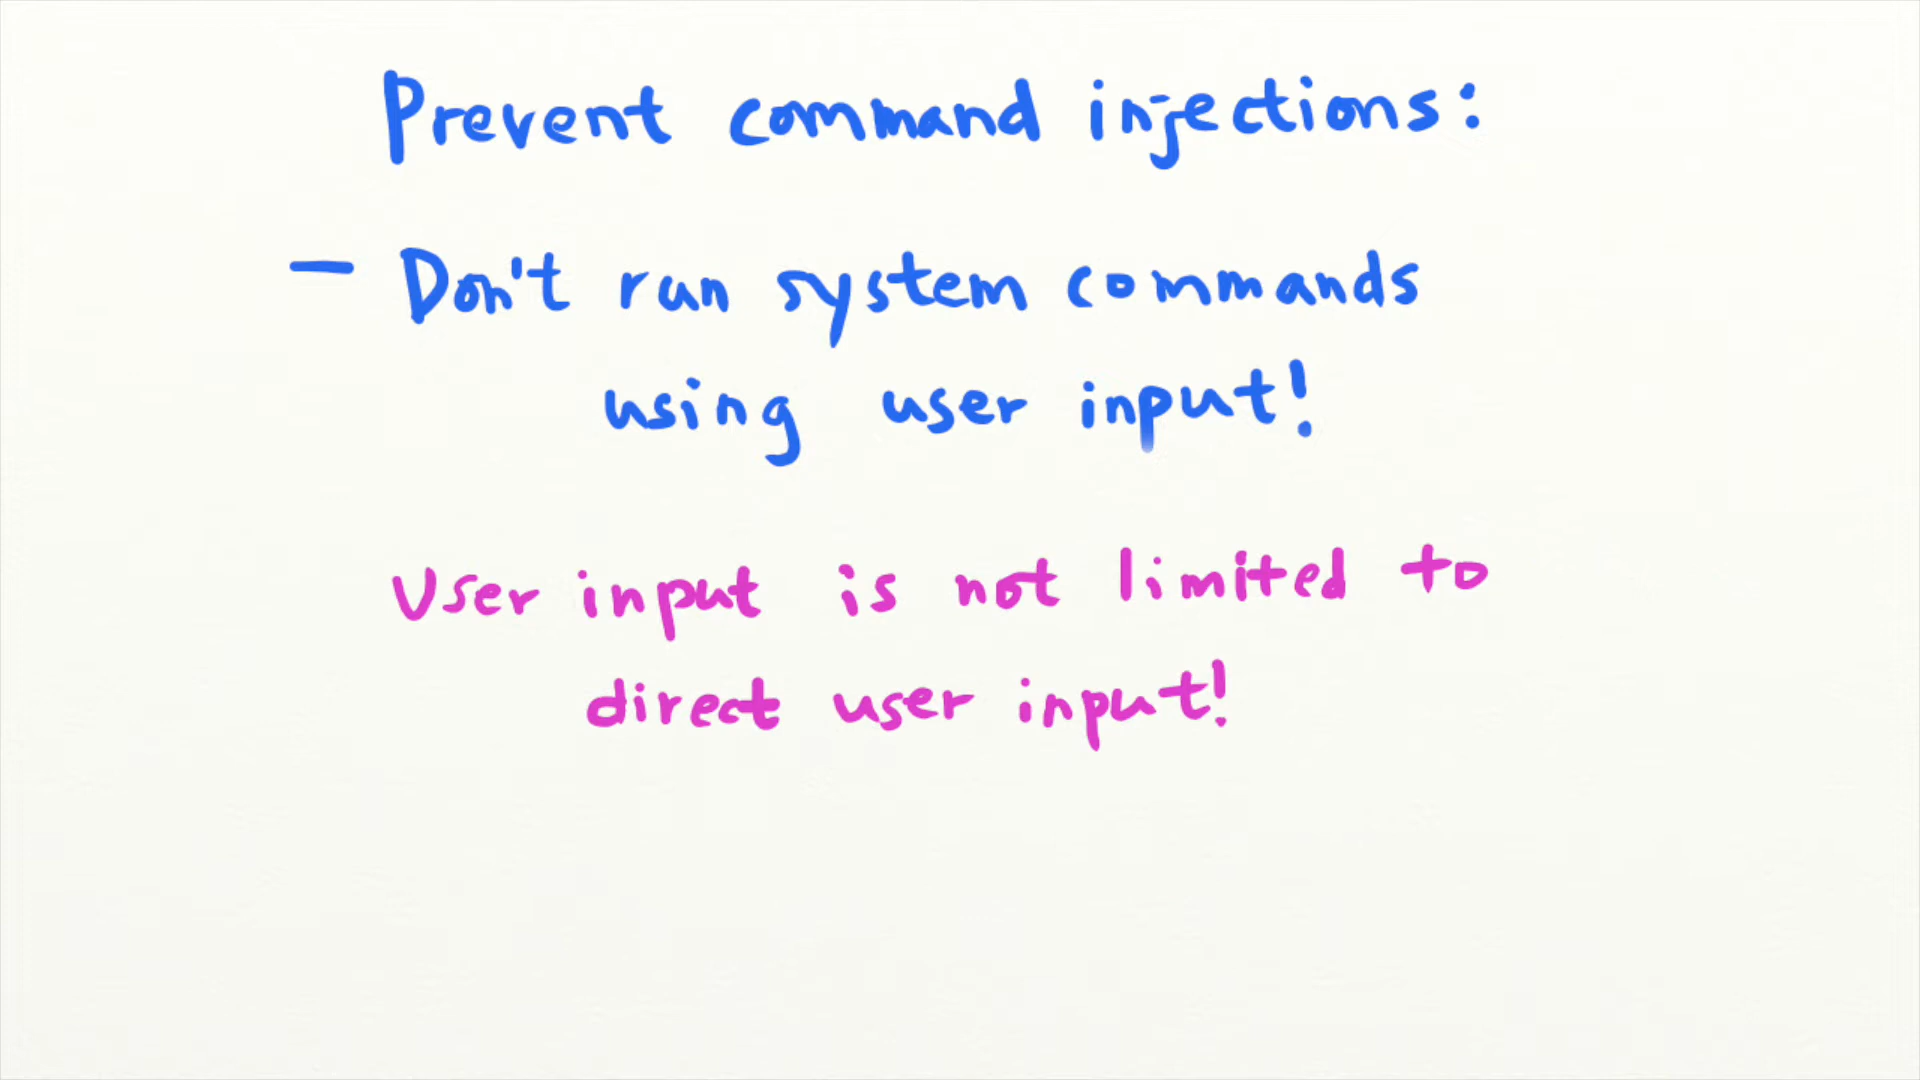 Prevent command injections:
- Don't run system commands
using user input!
User input is not limited to
direct user input!